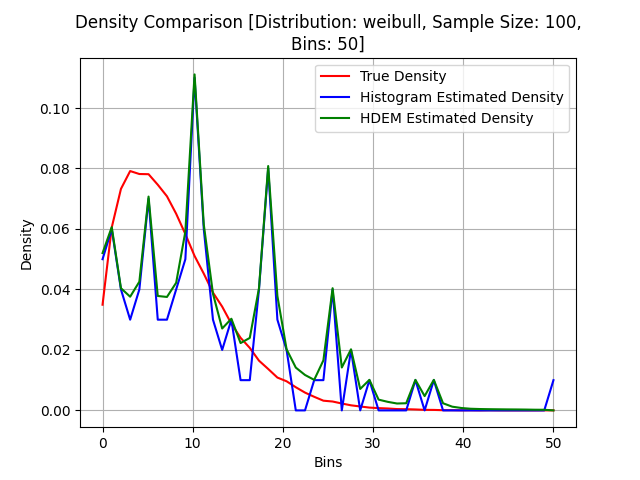 Density Comparison [Distribution: weibull, Sample Size: 100,
Bins: 50]
True Density
Histogram Estimated Density
HDEM Estimated Density
Density
0.10
0.08
0.06
0.04
0.02
0.00
0 10 20 30 40 50
Bins